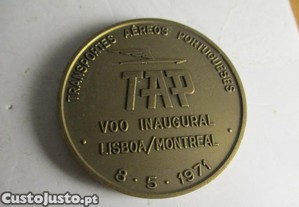 TRANSPORTES AÉREOS PORTUGUESES
TAP
VOO INAUGURAL
LISBOA/MONTREAL
8·5·1971
CustoJusto.pt